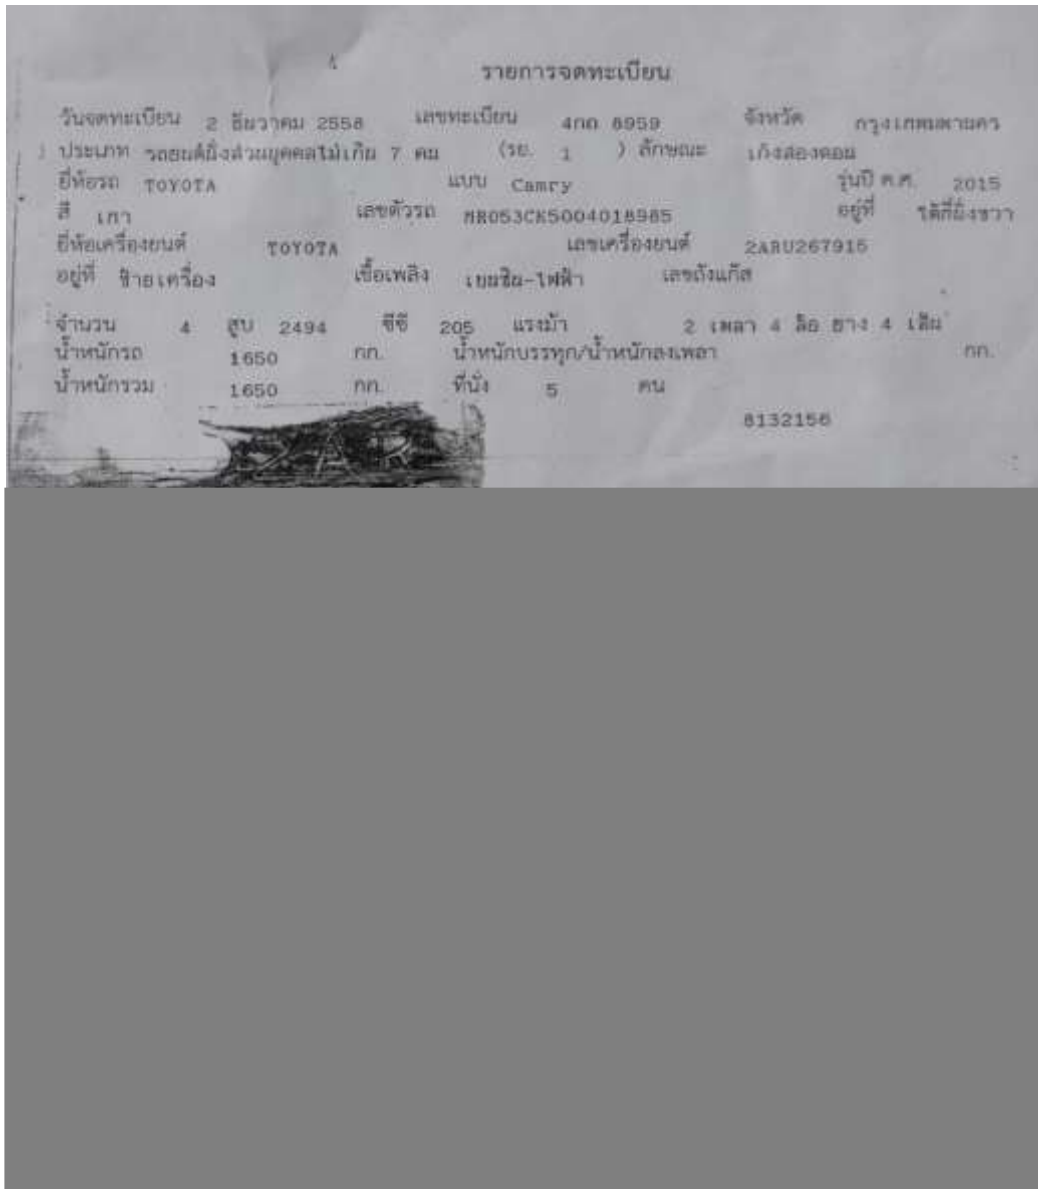 รายการจดทะเบียน
วันจดทะเบียน 2 ธันวาคม 2558 เลขทะเบียน 4กก 8959 จังหวัด กรุงเทพมหานคร
ประเภท รถยนต์นั่งส่วนบุคคลไม่เกิน 7 คน (รย. 1 ) ลักษณะ เก๋งสองตอน
ยี่ห้อรถ TOYOTA แบบ Camry รุ่นปี ค.ศ. 2015
สี เทา เลขตัวรถ MR053CK5004018985 อยู่ที่ ใต้ที่นั่งขวา
ยี่ห้อเครื่องยนต์ TOYOTA เลขเครื่องยนต์ 2ARU267915
อยู่ที่ ซ้ายเครื่อง เชื้อเพลิง เบนซิน-ไฟฟ้า เลขถังแก๊ส
จำนวน 4 สูบ 2494 ซีซี 205 แรงม้า 2 เพลา 4 ล้อ ยาง 4 เส้น
น้ำหนักรถ 1650 กก. น้ำหนักบรรทุก/น้ำหนักลงเพลา กก.
น้ำหนักรวม 1650 กก. ที่นั่ง 5 คน
8132156